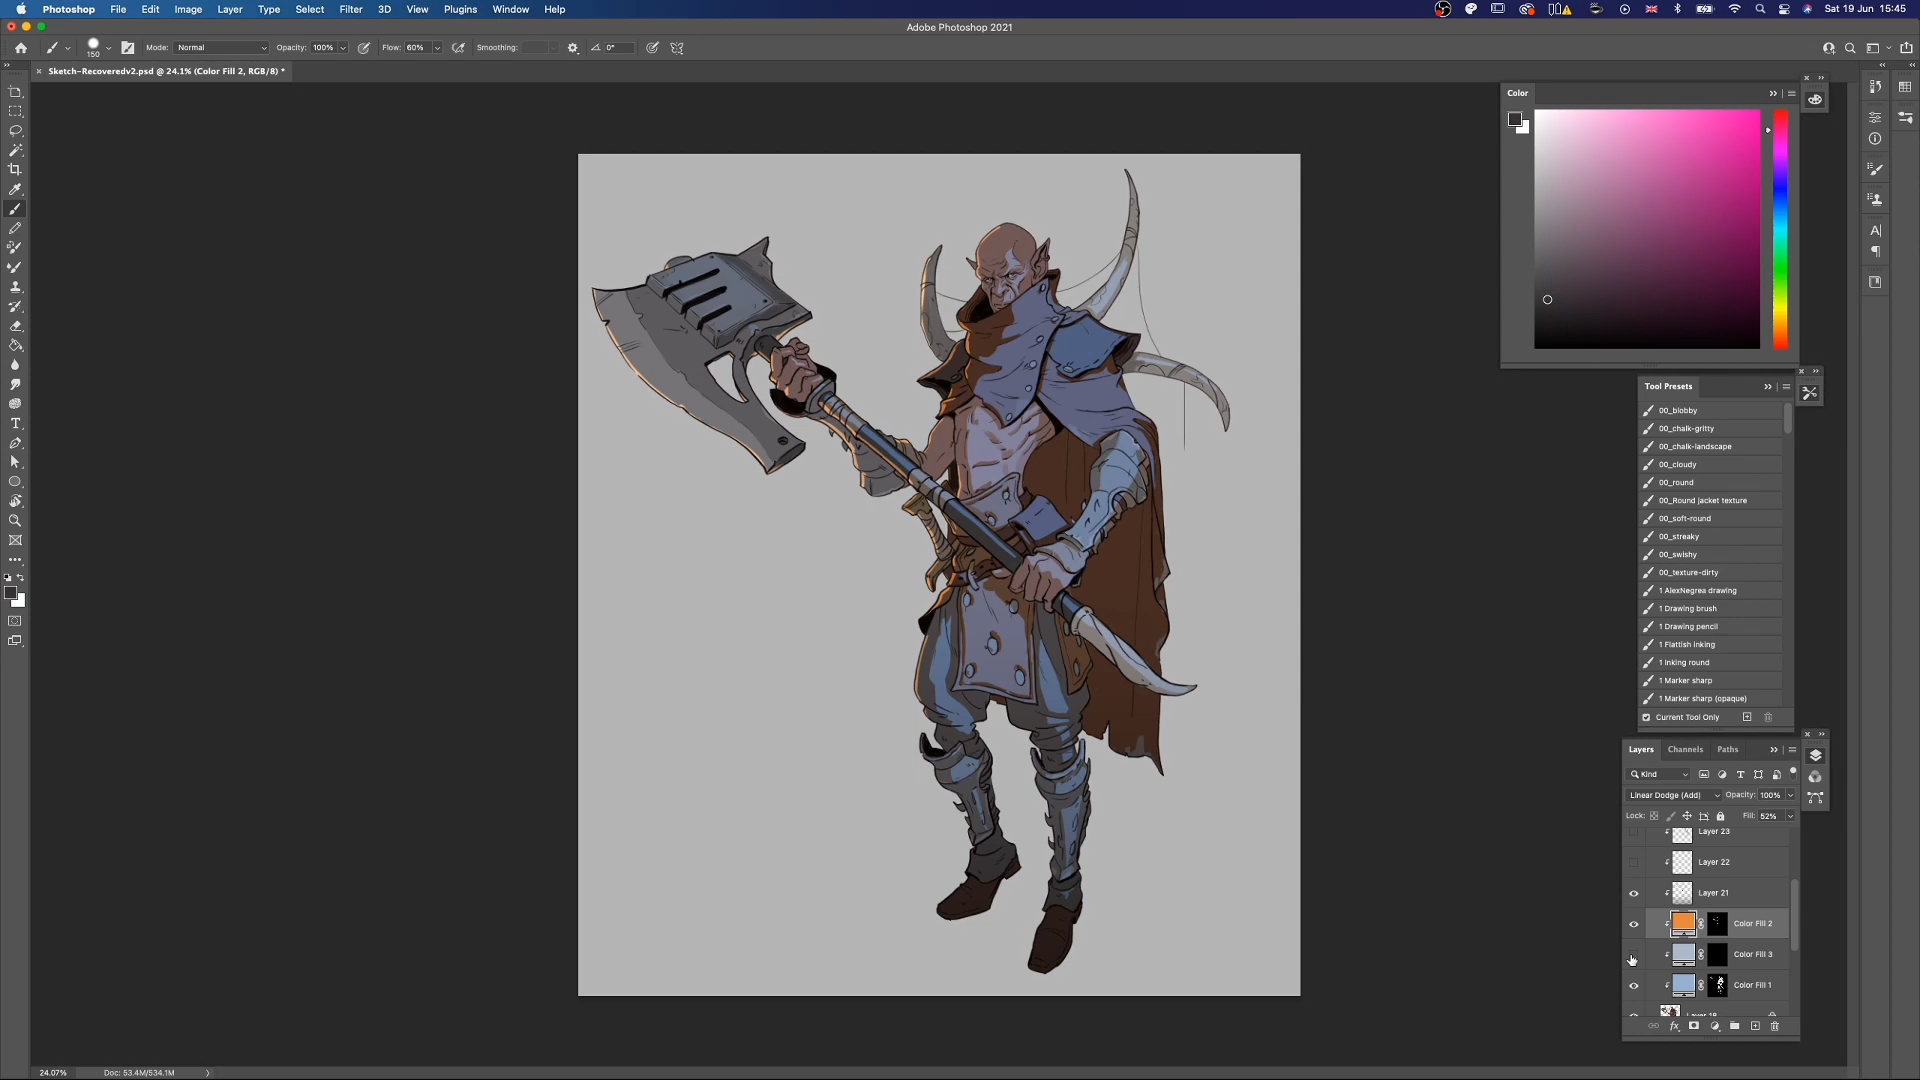 Photoshop File Edit Image Layer Type Select Filter 3D View Plugins Window Help Sat 19 Jun 15:45
Adobe Photoshop 2021
150 Mode: Normal Opacity: 100% Flow: 60% Smoothing: 0°
Sketch-Recoveredv2.psd @ 24.1% (Color Fill 2, RGB/8) *
Color
Tool Presets
00_blobby
00_chalk-gritty
00_chalk-landscape
00_cloudy
00_round
00_Round jacket texture
00_soft-round
00_streaky
00_swishy
00_texture-dirty
1 AlexNegrea drawing
1 Drawing brush
1 Drawing pencil
1 Flattish inking
1 Inking round
1 Marker sharp
1 Marker sharp (opaque)
Current Tool Only
Layers Channels Paths
Kind
Linear Dodge (Add) Opacity: 100%
Lock: Fill: 52%
Layer 23
Layer 22
Layer 21
Color Fill 2
Color Fill 3
Color Fill 1
24.07% Doc: 53.4M/534.1M